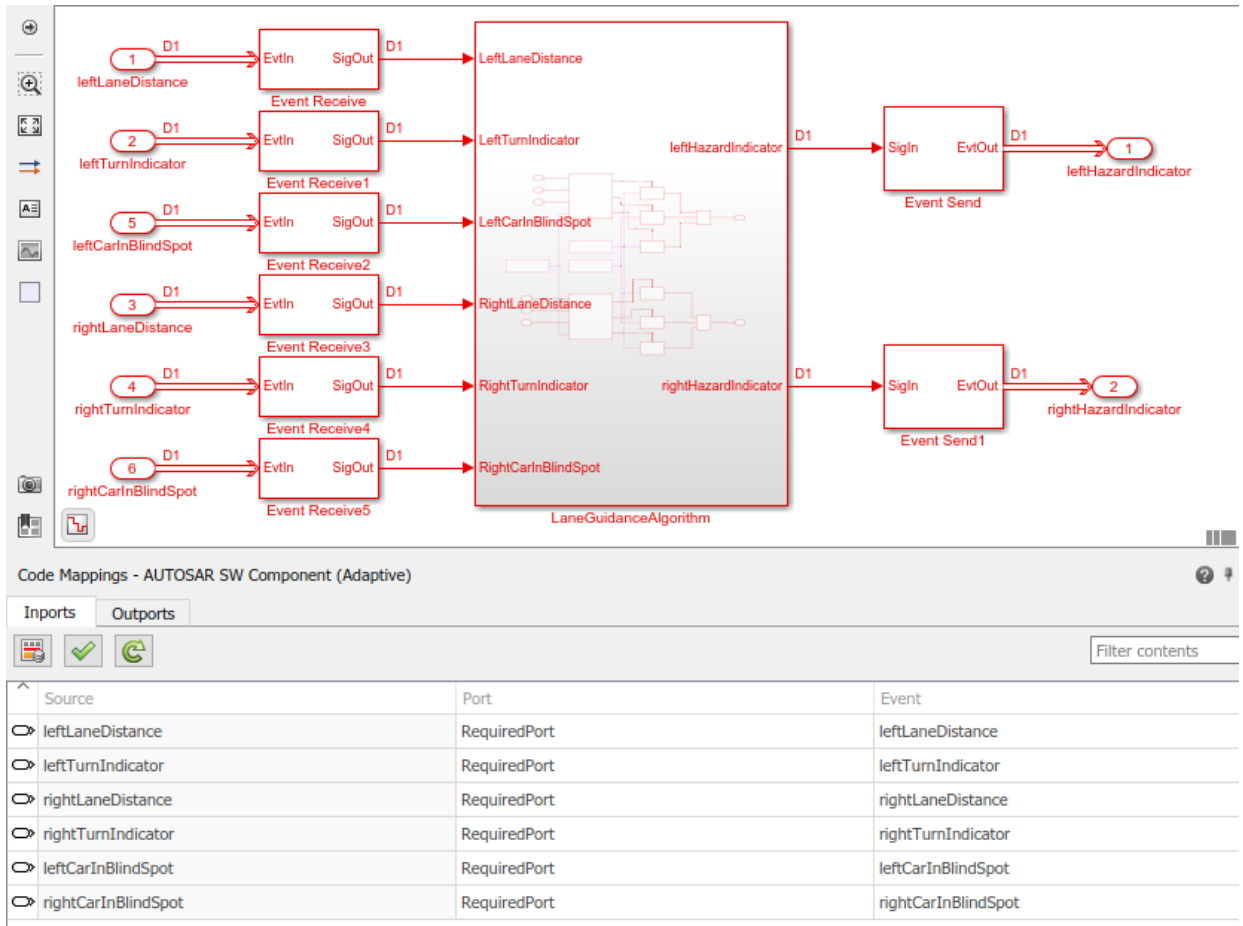 D1
D1
1
EvtIn
SigOut
LeftLaneDistance
leftLaneDistance
Event Receive
D1
D1
2
EvtIn
SigOut
LeftTurnIndicator
leftTurnIndicator
Event Receive1
D1
D1
5
EvtIn
SigOut
LeftCarInBlindSpot
leftCarInBlindSpot
Event Receive2
D1
D1
3
EvtIn
SigOut
RightLaneDistance
rightLaneDistance
Event Receive3
D1
D1
4
EvtIn
SigOut
RightTurnIndicator
rightTurnIndicator
Event Receive4
D1
D1
6
EvtIn
SigOut
RightCarInBlindSpot
rightCarInBlindSpot
Event Receive5
LaneGuidanceAlgorithm
leftHazardIndicator
D1
SigIn
EvtOut
D1
1
leftHazardIndicator
Event Send
rightHazardIndicator
D1
SigIn
EvtOut
D1
2
rightHazardIndicator
Event Send1
A
Code Mappings - AUTOSAR SW Component (Adaptive)
?
Inports Outports
Filter contents
Source Port Event
leftLaneDistance RequiredPort leftLaneDistance
leftTurnIndicator RequiredPort leftTurnIndicator
rightLaneDistance RequiredPort rightLaneDistance
rightTurnIndicator RequiredPort rightTurnIndicator
leftCarInBlindSpot RequiredPort leftCarInBlindSpot
rightCarInBlindSpot RequiredPort rightCarInBlindSpot